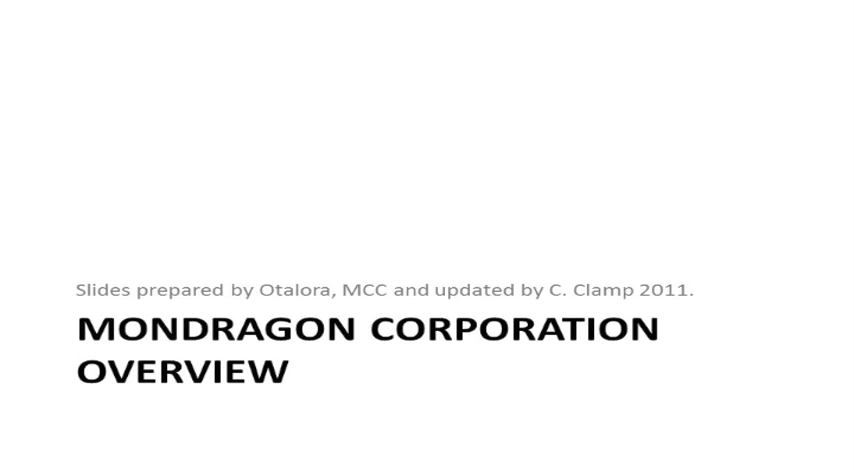 Slides prepared by Otalora, MCC and updated by C. Clamp 2011.
MONDRAGON CORPORATION
OVERVIEW